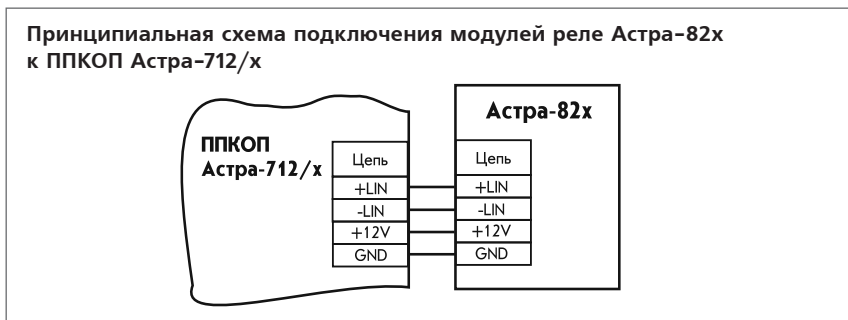 Принципиальная схема подключения модулей реле Астра-82х
к ППКОП Астра-712/х
Астра-82х
ППКОП
Астра-712/х
Цепь
+LIN
-LIN
+12V
GND
Цепь
+LIN
-LIN
+12V
GND